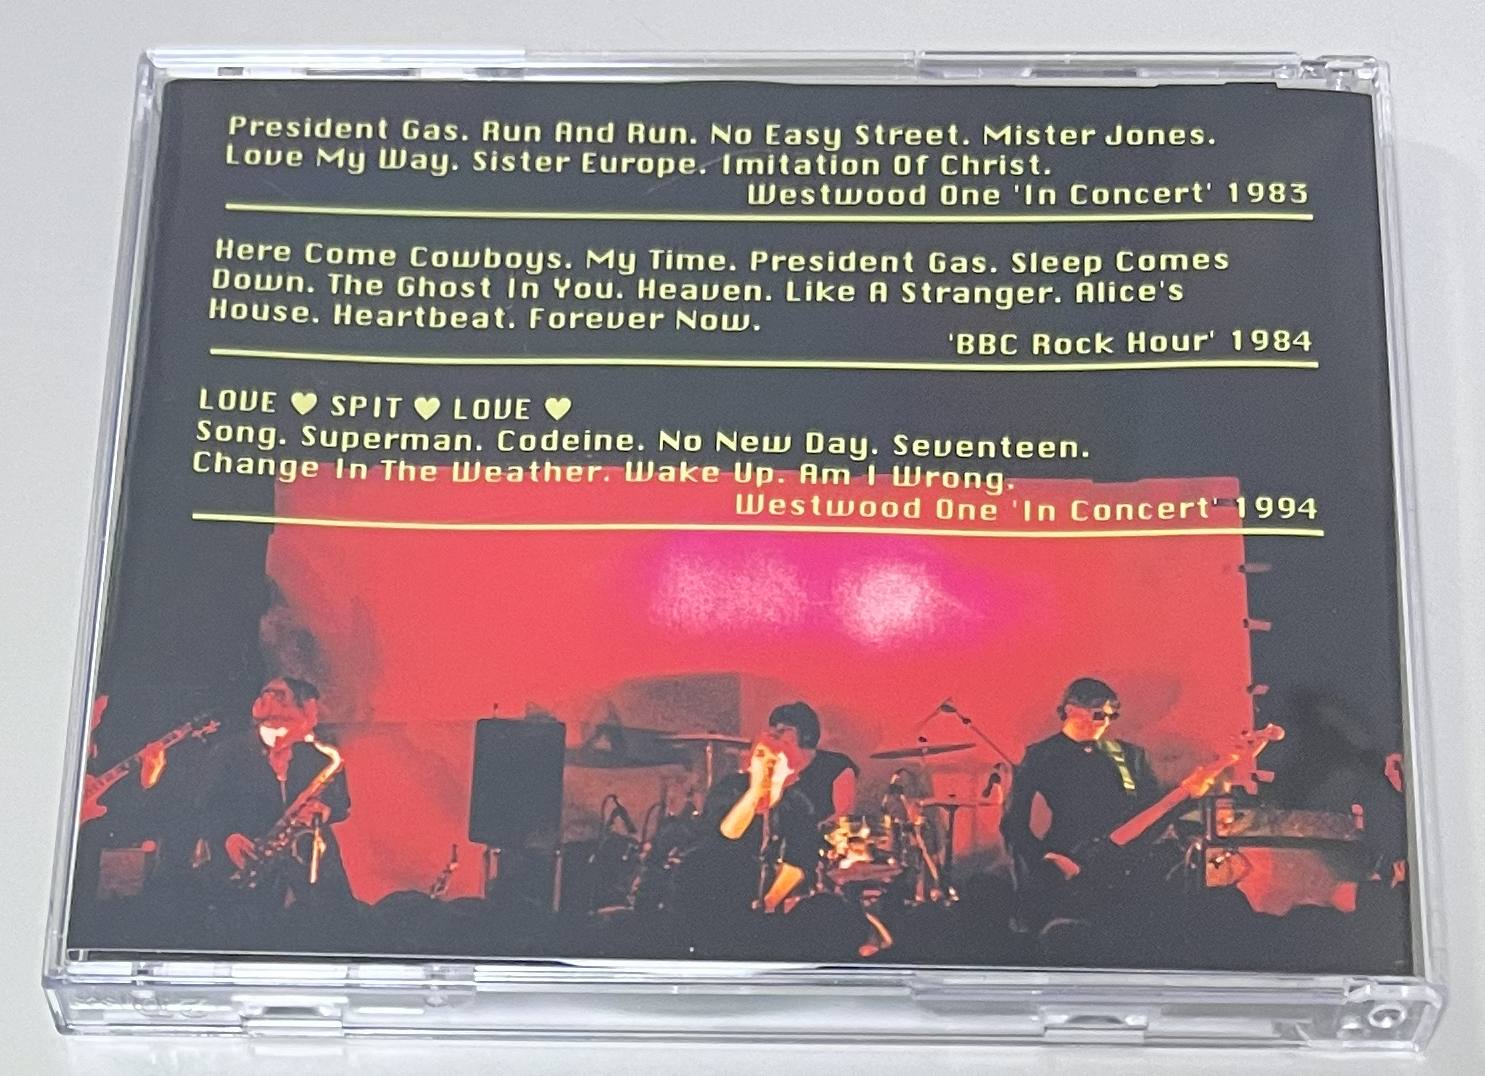 President Gas. Run And Run. No Easy Street. Mister Jones.
Love My Way. Sister Europe. Imitation Of Christ.
Westwood One 'In Concert' 1983
Here Come Cowboys. My Time. President Gas. Sleep Comes
Down. The Ghost In You. Heaven. Like A Stranger. Alice's
House. Heartbeat. Forever Now.
'BBC Rock Hour' 1984
LOVE ♥ SPIT ♥ LOVE ♥
Song. Superman. Codeine. No New Day. Seventeen.
Change In The Weather. Wake Up. Am I Wrong.
Westwood One 'In Concert' 1994